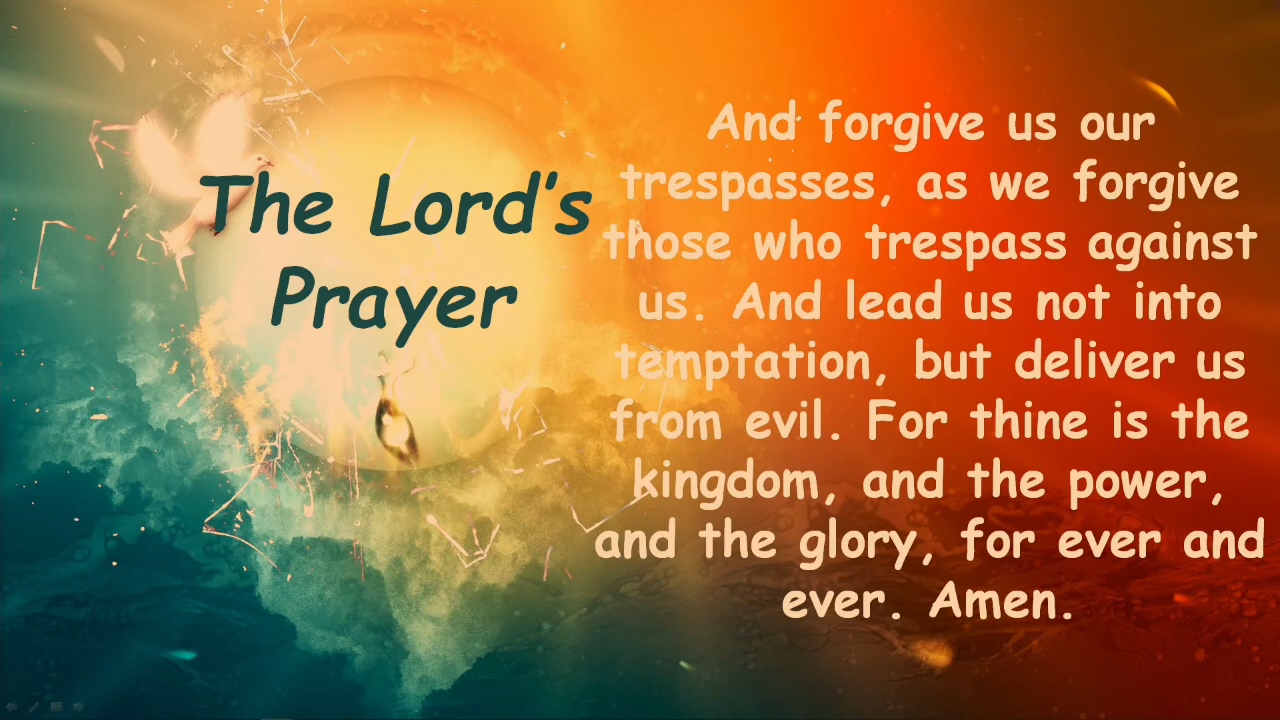 The Lord's
Prayer
And forgive us our
trespasses, as we forgive
those who trespass against
us. And lead us not into
temptation, but deliver us
from evil. For thine is the
kingdom, and the power,
and the glory, for ever and
ever. Amen.